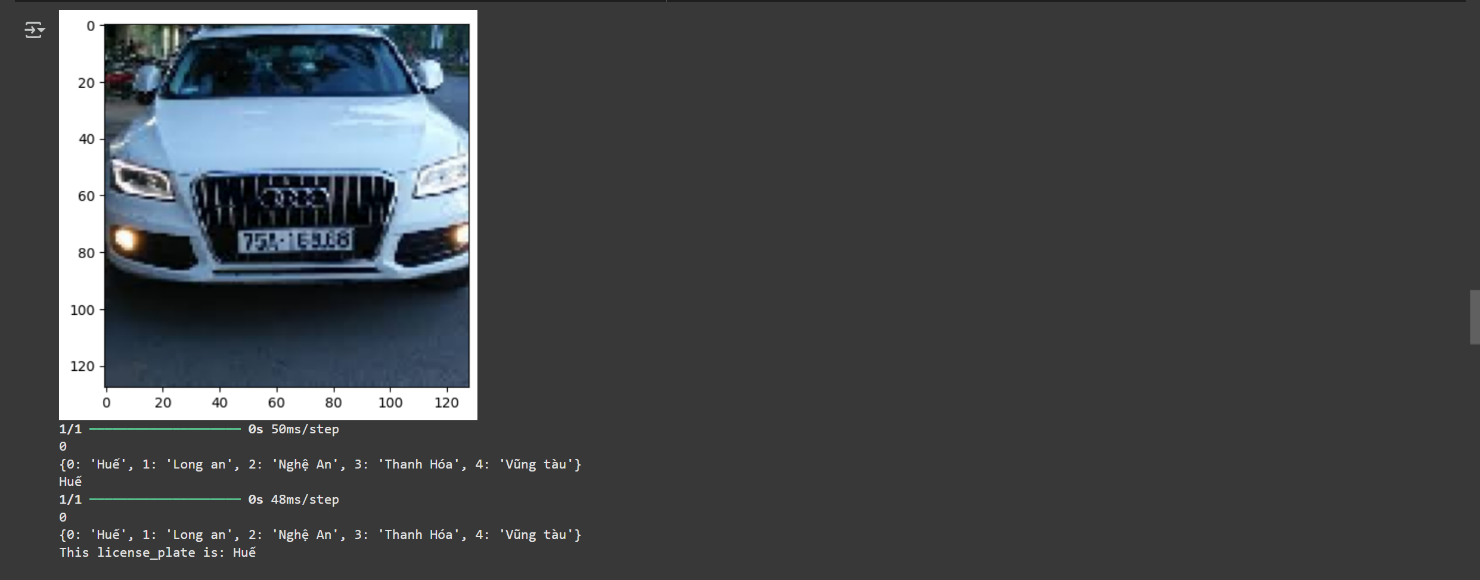 0
20
40
60
80
100
120
0 20 40 60 80 100 120
1/1 0s 50ms/step
0
{0: 'Huế', 1: 'Long an', 2: 'Nghệ An', 3: 'Thanh Hóa', 4: 'Vũng tàu'}
Huế
1/1 0s 48ms/step
0
{0: 'Huế', 1: 'Long an', 2: 'Nghệ An', 3: 'Thanh Hóa', 4: 'Vũng tàu'}
This license_plate is: Huế